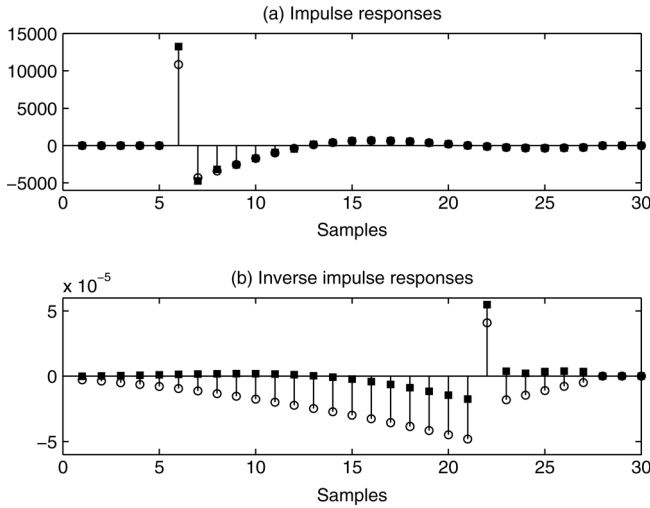 (a) Impulse responses
15000
10000
5000
0
−5000
0 5 10 15 20 25 30
Samples
(b) Inverse impulse responses
x 10⁻⁵
5
0
−5
0 5 10 15 20 25 30
Samples